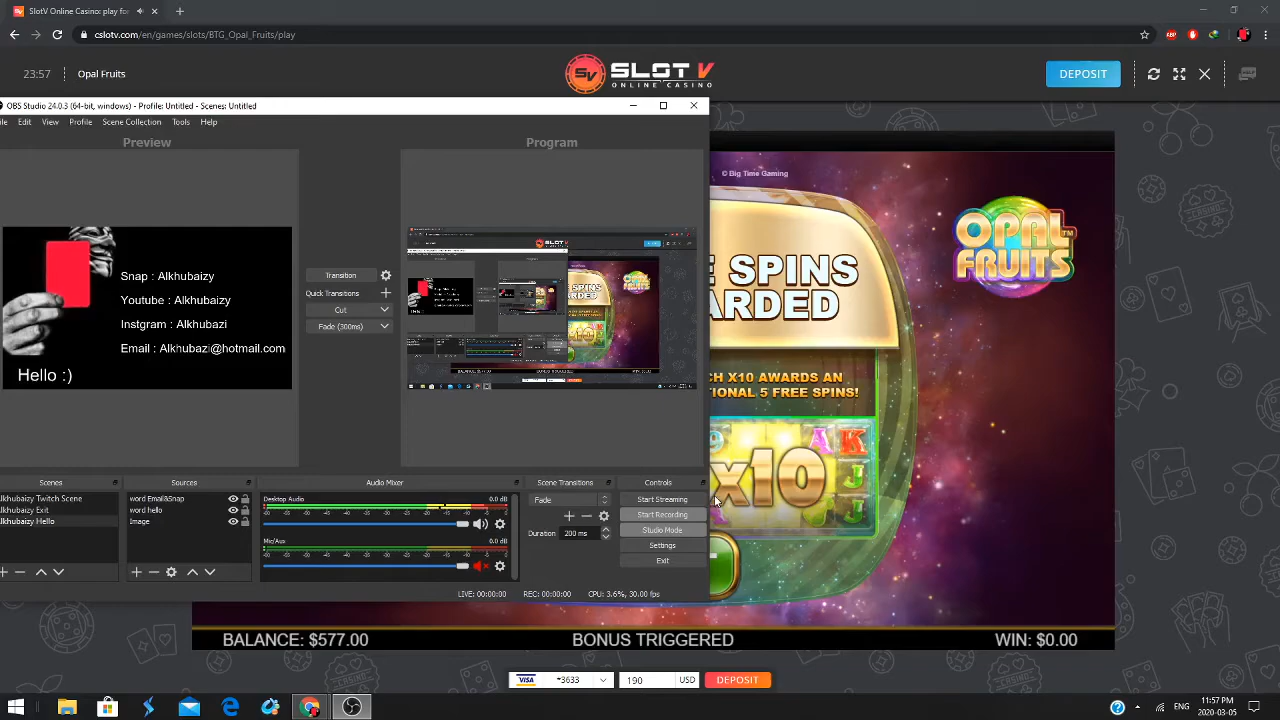 SlotV Online Casino: play for
cslotv.com/en/games/slots/BTG_Opal_Fruits/play
ABP
23:57
Opal Fruits
SV SLOT V
ONLINE CASINO
DEPOSIT
OBS Studio 24.0.3 (64-bit, windows) - Profile: Untitled - Scenes: Untitled
ile Edit View Profile Scene Collection Tools Help
Preview
Program
© Big Time Gaming
Snap : Alkhubaizy
Youtube : Alkhubaizy
Instgram : Alkhubazi
Email : Alkhubazi@hotmail.com
Hello :)
Transition
Quick Transitions
Cut
Fade (300ms)
OPAL
FRUITS™
E SPINS
ARDED
CH X10 AWARDS AN
TIONAL 5 FREE SPINS!
x10
K
J
J
Scenes
Sources
Audio Mixer
Scene Transitions
Controls
lkhubaizy Twitch Scene
lkhubaizy Exit
lkhubaizy Hello
word Email&Snap
word hello
Image
Desktop Audio 0.0 dB
Mic/Aux 0.0 dB
Fade
Duration 200 ms
Start Streaming
Start Recording
Studio Mode
Settings
Exit
LIVE: 00:00:00 REC: 00:00:00 CPU: 3.6%, 30.00 fps
BALANCE: $577.00
BONUS TRIGGERED
WIN: $0.00
VISA *3633
190 USD
DEPOSIT
ENG
11:57 PM
2020-03-05